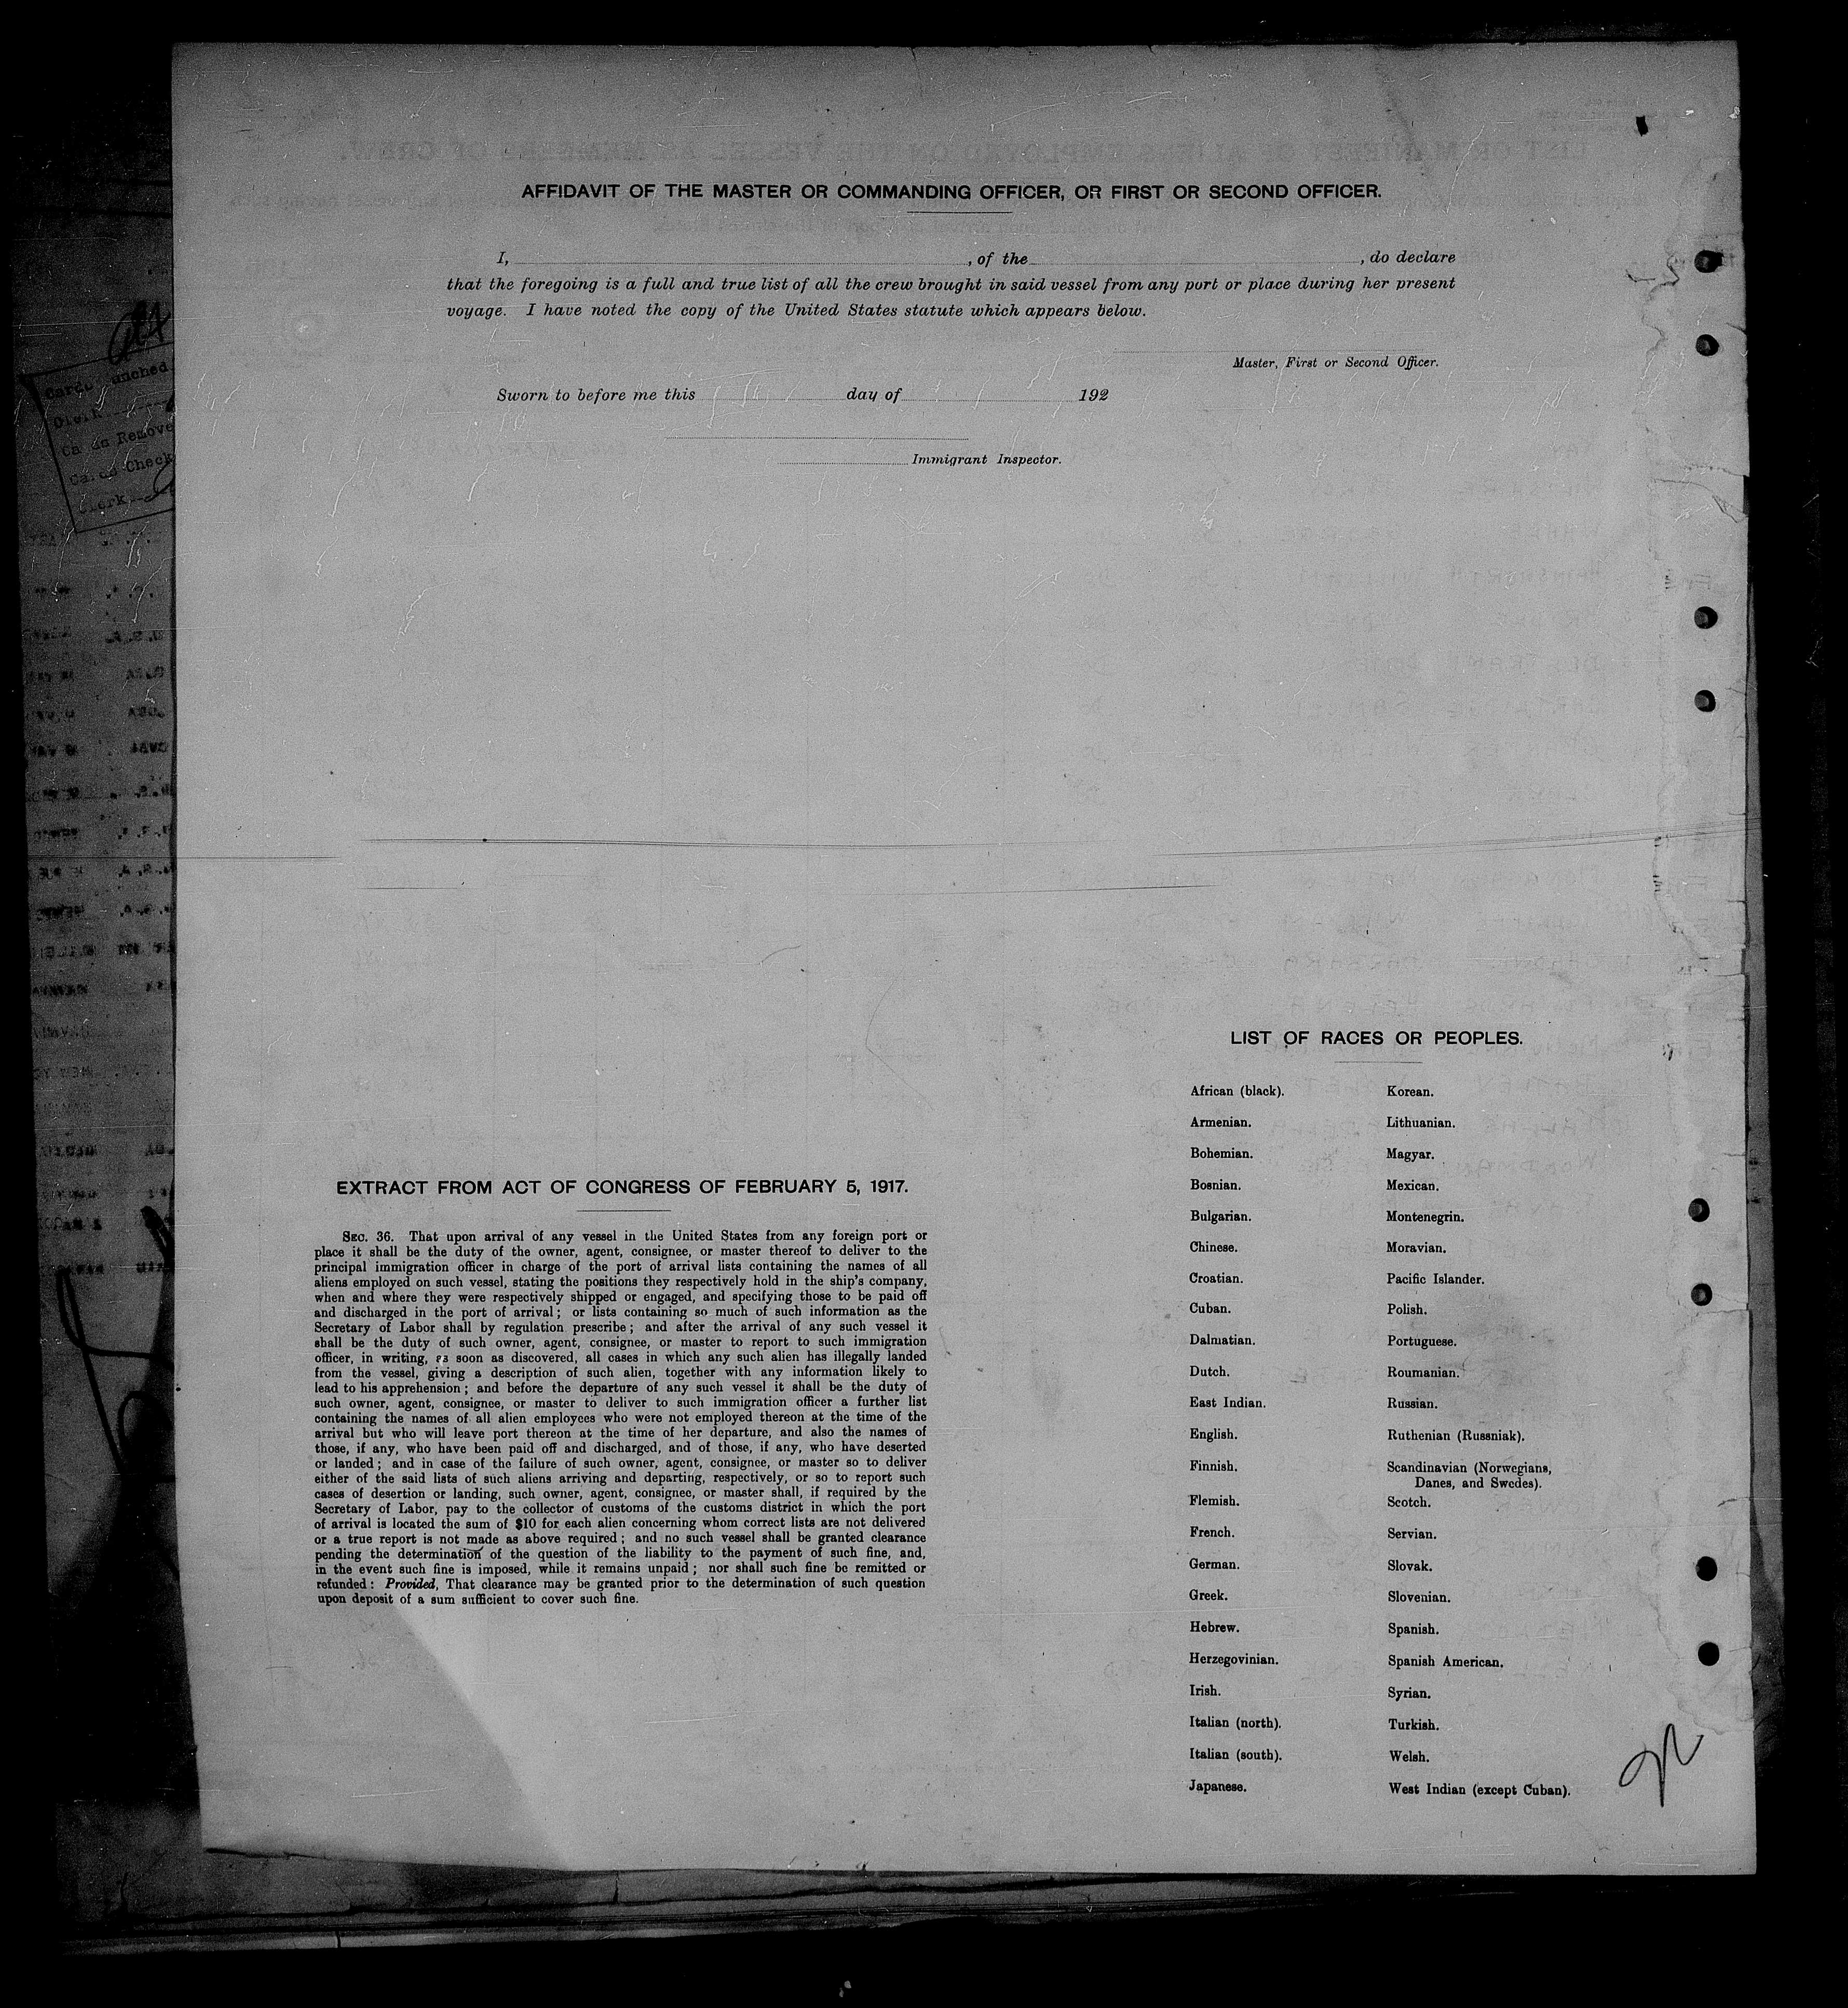 AFFIDAVIT OF THE MASTER OR COMMANDING OFFICER, OR FIRST OR SECOND OFFICER.
I, , of the , do declare
that the foregoing is a full and true list of all the crew brought in said vessel from any port or place during her present
voyage. I have noted the copy of the United States statute which appears below.
Master, First or Second Officer.
Sworn to before me this day of 192
Immigrant Inspector.
EXTRACT FROM ACT OF CONGRESS OF FEBRUARY 5, 1917.
SEC. 36. That upon arrival of any vessel in the United States from any foreign port or
place it shall be the duty of the owner, agent, consignee, or master thereof to deliver to the
principal immigration officer in charge of the port of arrival lists containing the names of all
aliens employed on such vessel, stating the positions they respectively hold in the ship's company,
when and where they were respectively shipped or engaged, and specifying those to be paid off
and discharged in the port of arrival; or lists containing so much of such information as the
Secretary of Labor shall by regulation prescribe; and after the arrival of any such vessel it
shall be the duty of such owner, agent, consignee, or master to report to such immigration
officer, in writing, as soon as discovered, all cases in which any such alien has illegally landed
from the vessel, giving a description of such alien, together with any information likely to
lead to his apprehension; and before the departure of any such vessel it shall be the duty of
such owner, agent, consignee, or master to deliver to such immigration officer a further list
containing the names of all alien employees who were not employed thereon at the time of the
arrival but who will leave port thereon at the time of her departure, and also the names of
those, if any, who have been paid off and discharged, and of those, if any, who have deserted
or landed; and in case of the failure of such owner, agent, consignee, or master so to deliver
either of the said lists of such aliens arriving and departing, respectively, or so to report such
cases of desertion or landing, such owner, agent, consignee, or master shall, if required by the
Secretary of Labor, pay to the collector of customs of the customs district in which the port
of arrival is located the sum of $10 for each alien concerning whom correct lists are not delivered
or a true report is not made as above required; and no such vessel shall be granted clearance
pending the determination of the question of the liability to the payment of such fine, and,
in the event such fine is imposed, while it remains unpaid; nor shall such fine be remitted or
refunded: Provided, That clearance may be granted prior to the determination of such question
upon deposit of a sum sufficient to cover such fine.
LIST OF RACES OR PEOPLES.
African (black). Korean.
Armenian. Lithuanian.
Bohemian. Magyar.
Bosnian. Mexican.
Bulgarian. Montenegrin.
Chinese. Moravian.
Croatian. Pacific Islander.
Cuban. Polish.
Dalmatian. Portuguese.
Dutch. Roumanian.
East Indian. Russian.
English. Ruthenian (Russniak).
Finnish. Scandinavian (Norwegians,
Danes, and Swedes).
Flemish. Scotch.
French. Servian.
German. Slovak.
Greek. Slovenian.
Hebrew. Spanish.
Herzegovinian. Spanish American.
Irish. Syrian.
Italian (north). Turkish.
Italian (south). Welsh.
Japanese. West Indian (except Cuban).